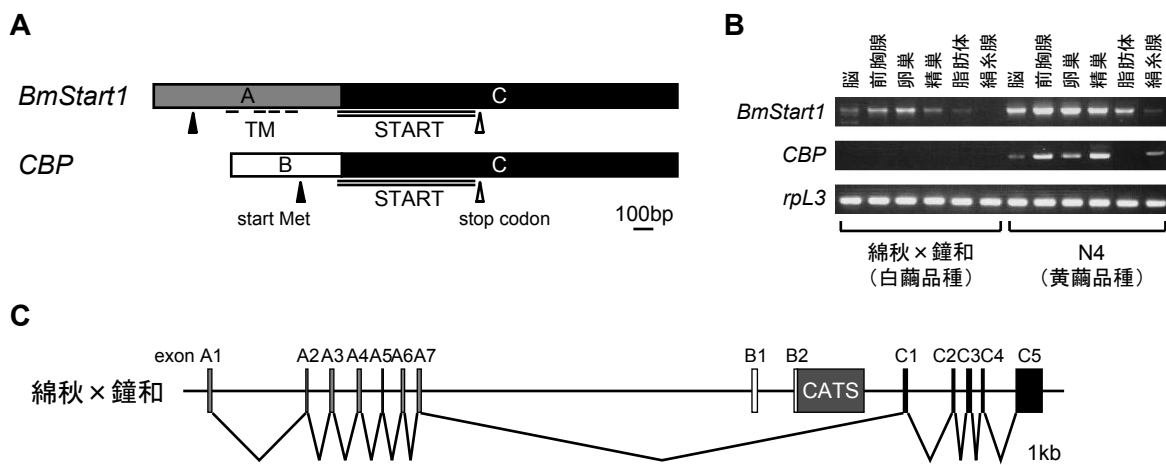 A
BmStart1
A
C
TM
START
CBP
B
C
START
start Met
stop codon
100bp
B
脳
前胸腺
卵巣
精巣
脂肪体
絹糸腺
脳
前胸腺
卵巣
精巣
脂肪体
絹糸腺
BmStart1
CBP
rpL3
綿秋×鐘和
(白繭品種)
N4
(黄繭品種)
C
exon A1 A2 A3 A4 A5 A6 A7 B1 B2 C1 C2 C3 C4 C5
綿秋×鐘和
CATS
1kb